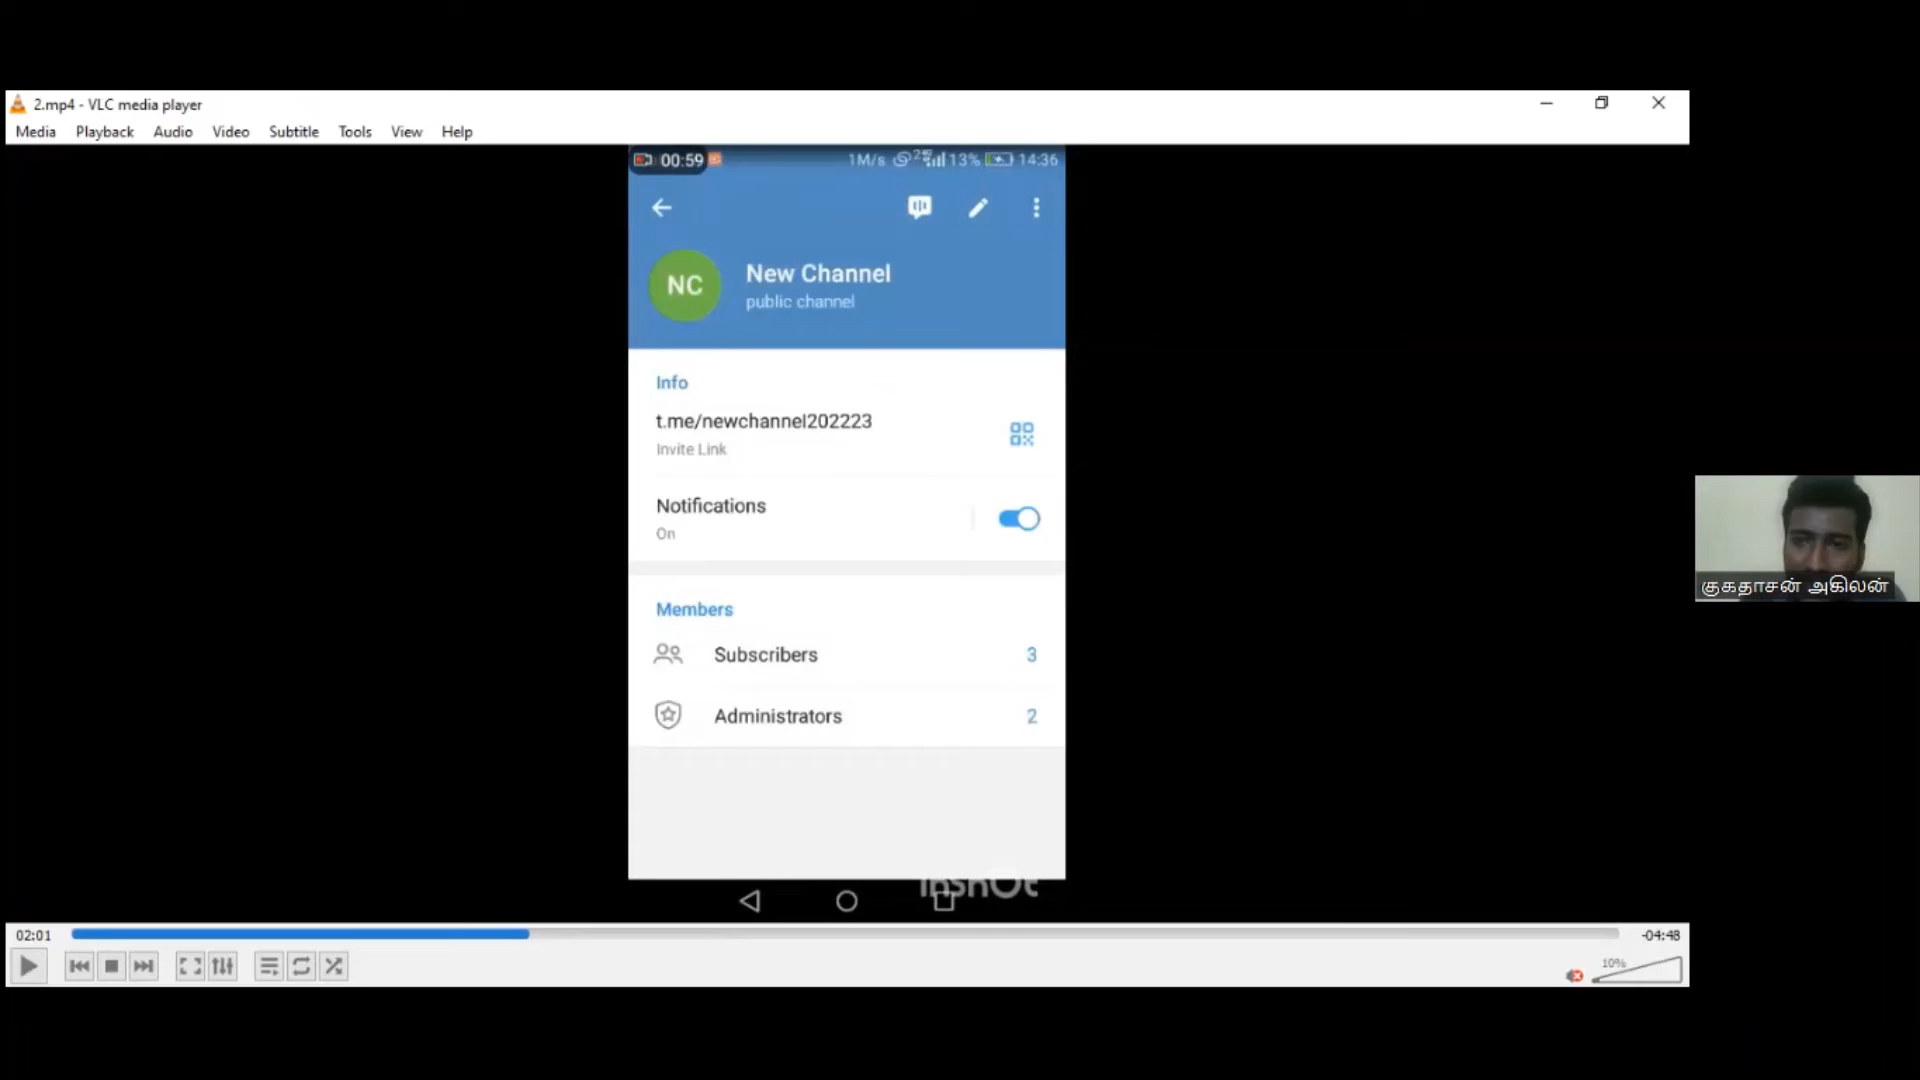 2.mp4 - VLC media player
Media Playback Audio Video Subtitle Tools View Help
00:59 1M/s 13% 14:36
NC
New Channel
public channel
Info
t.me/newchannel202223
Invite Link
Notifications
On
Members
Subscribers 3
Administrators 2
InShOt
குகதாசன் அகிலன்
02:01 -04:48
10%